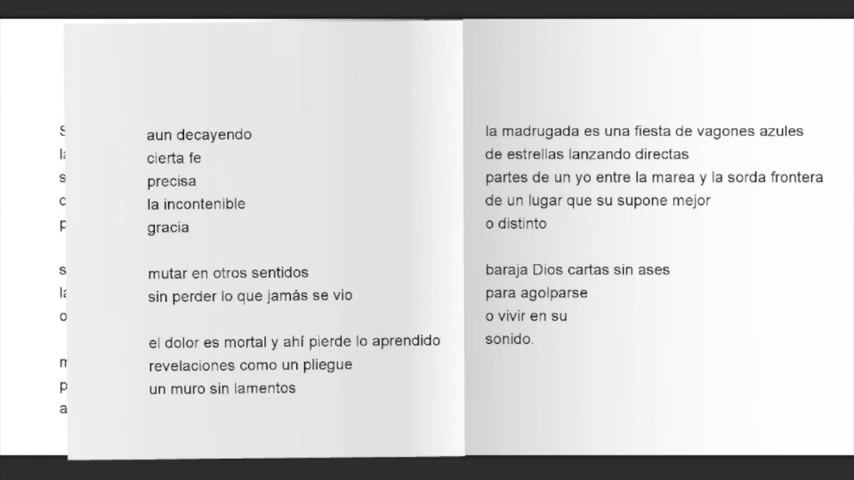 aun decayendo
cierta fe
precisa
la incontenible
gracia
mutar en otros sentidos
sin perder lo que jamás se vio
el dolor es mortal y ahí pierde lo aprendido
revelaciones como un pliegue
un muro sin lamentos
la madrugada es una fiesta de vagones azules
de estrellas lanzando directas
partes de un yo entre la marea y la sorda frontera
de un lugar que su supone mejor
o distinto
baraja Dios cartas sin ases
para agolparse
o vivir en su
sonido.